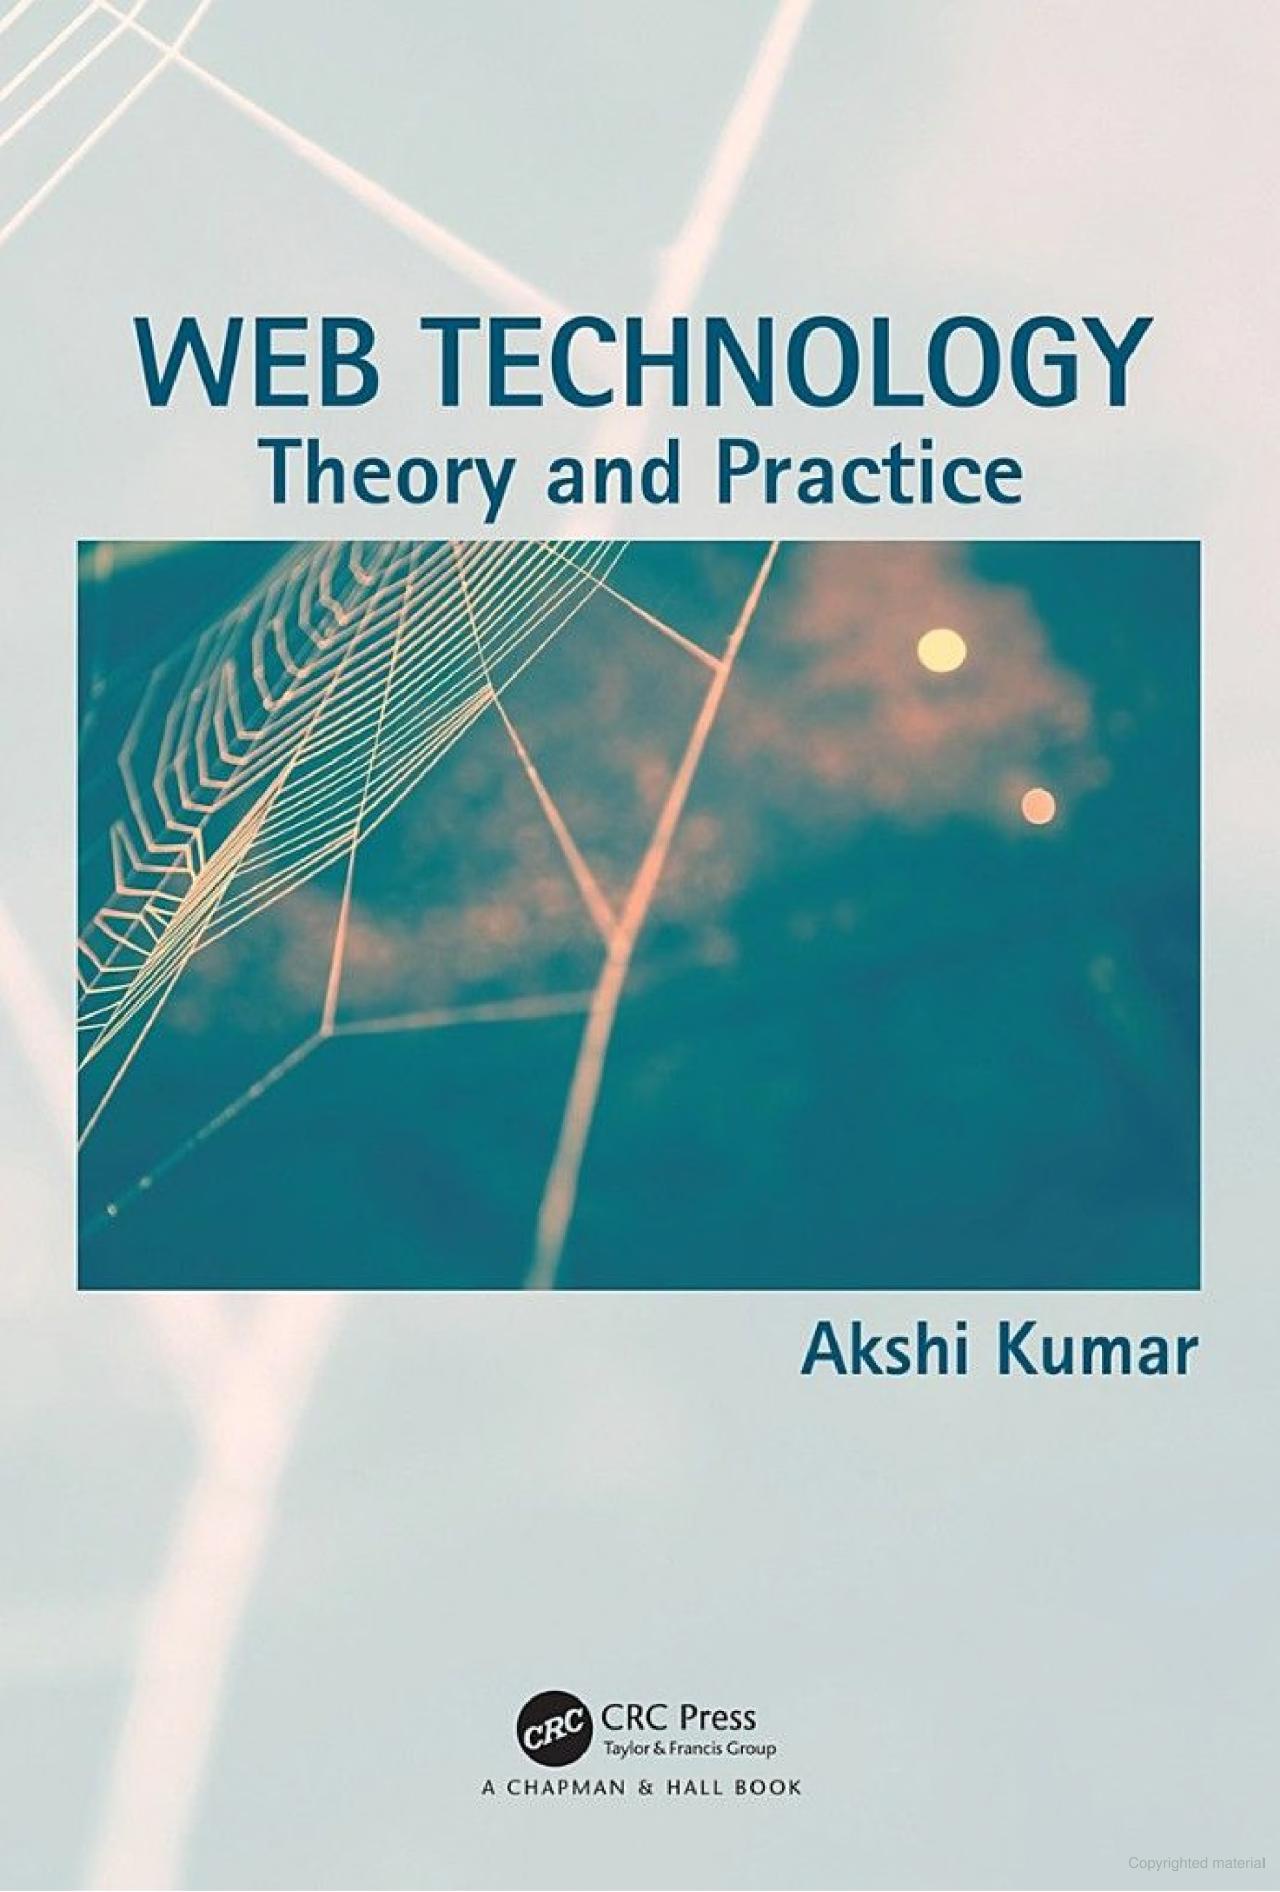 WEB TECHNOLOGY
Theory and Practice
Akshi Kumar
CRC
CRC Press
Taylor & Francis Group
A CHAPMAN & HALL BOOK
Copyrighted material